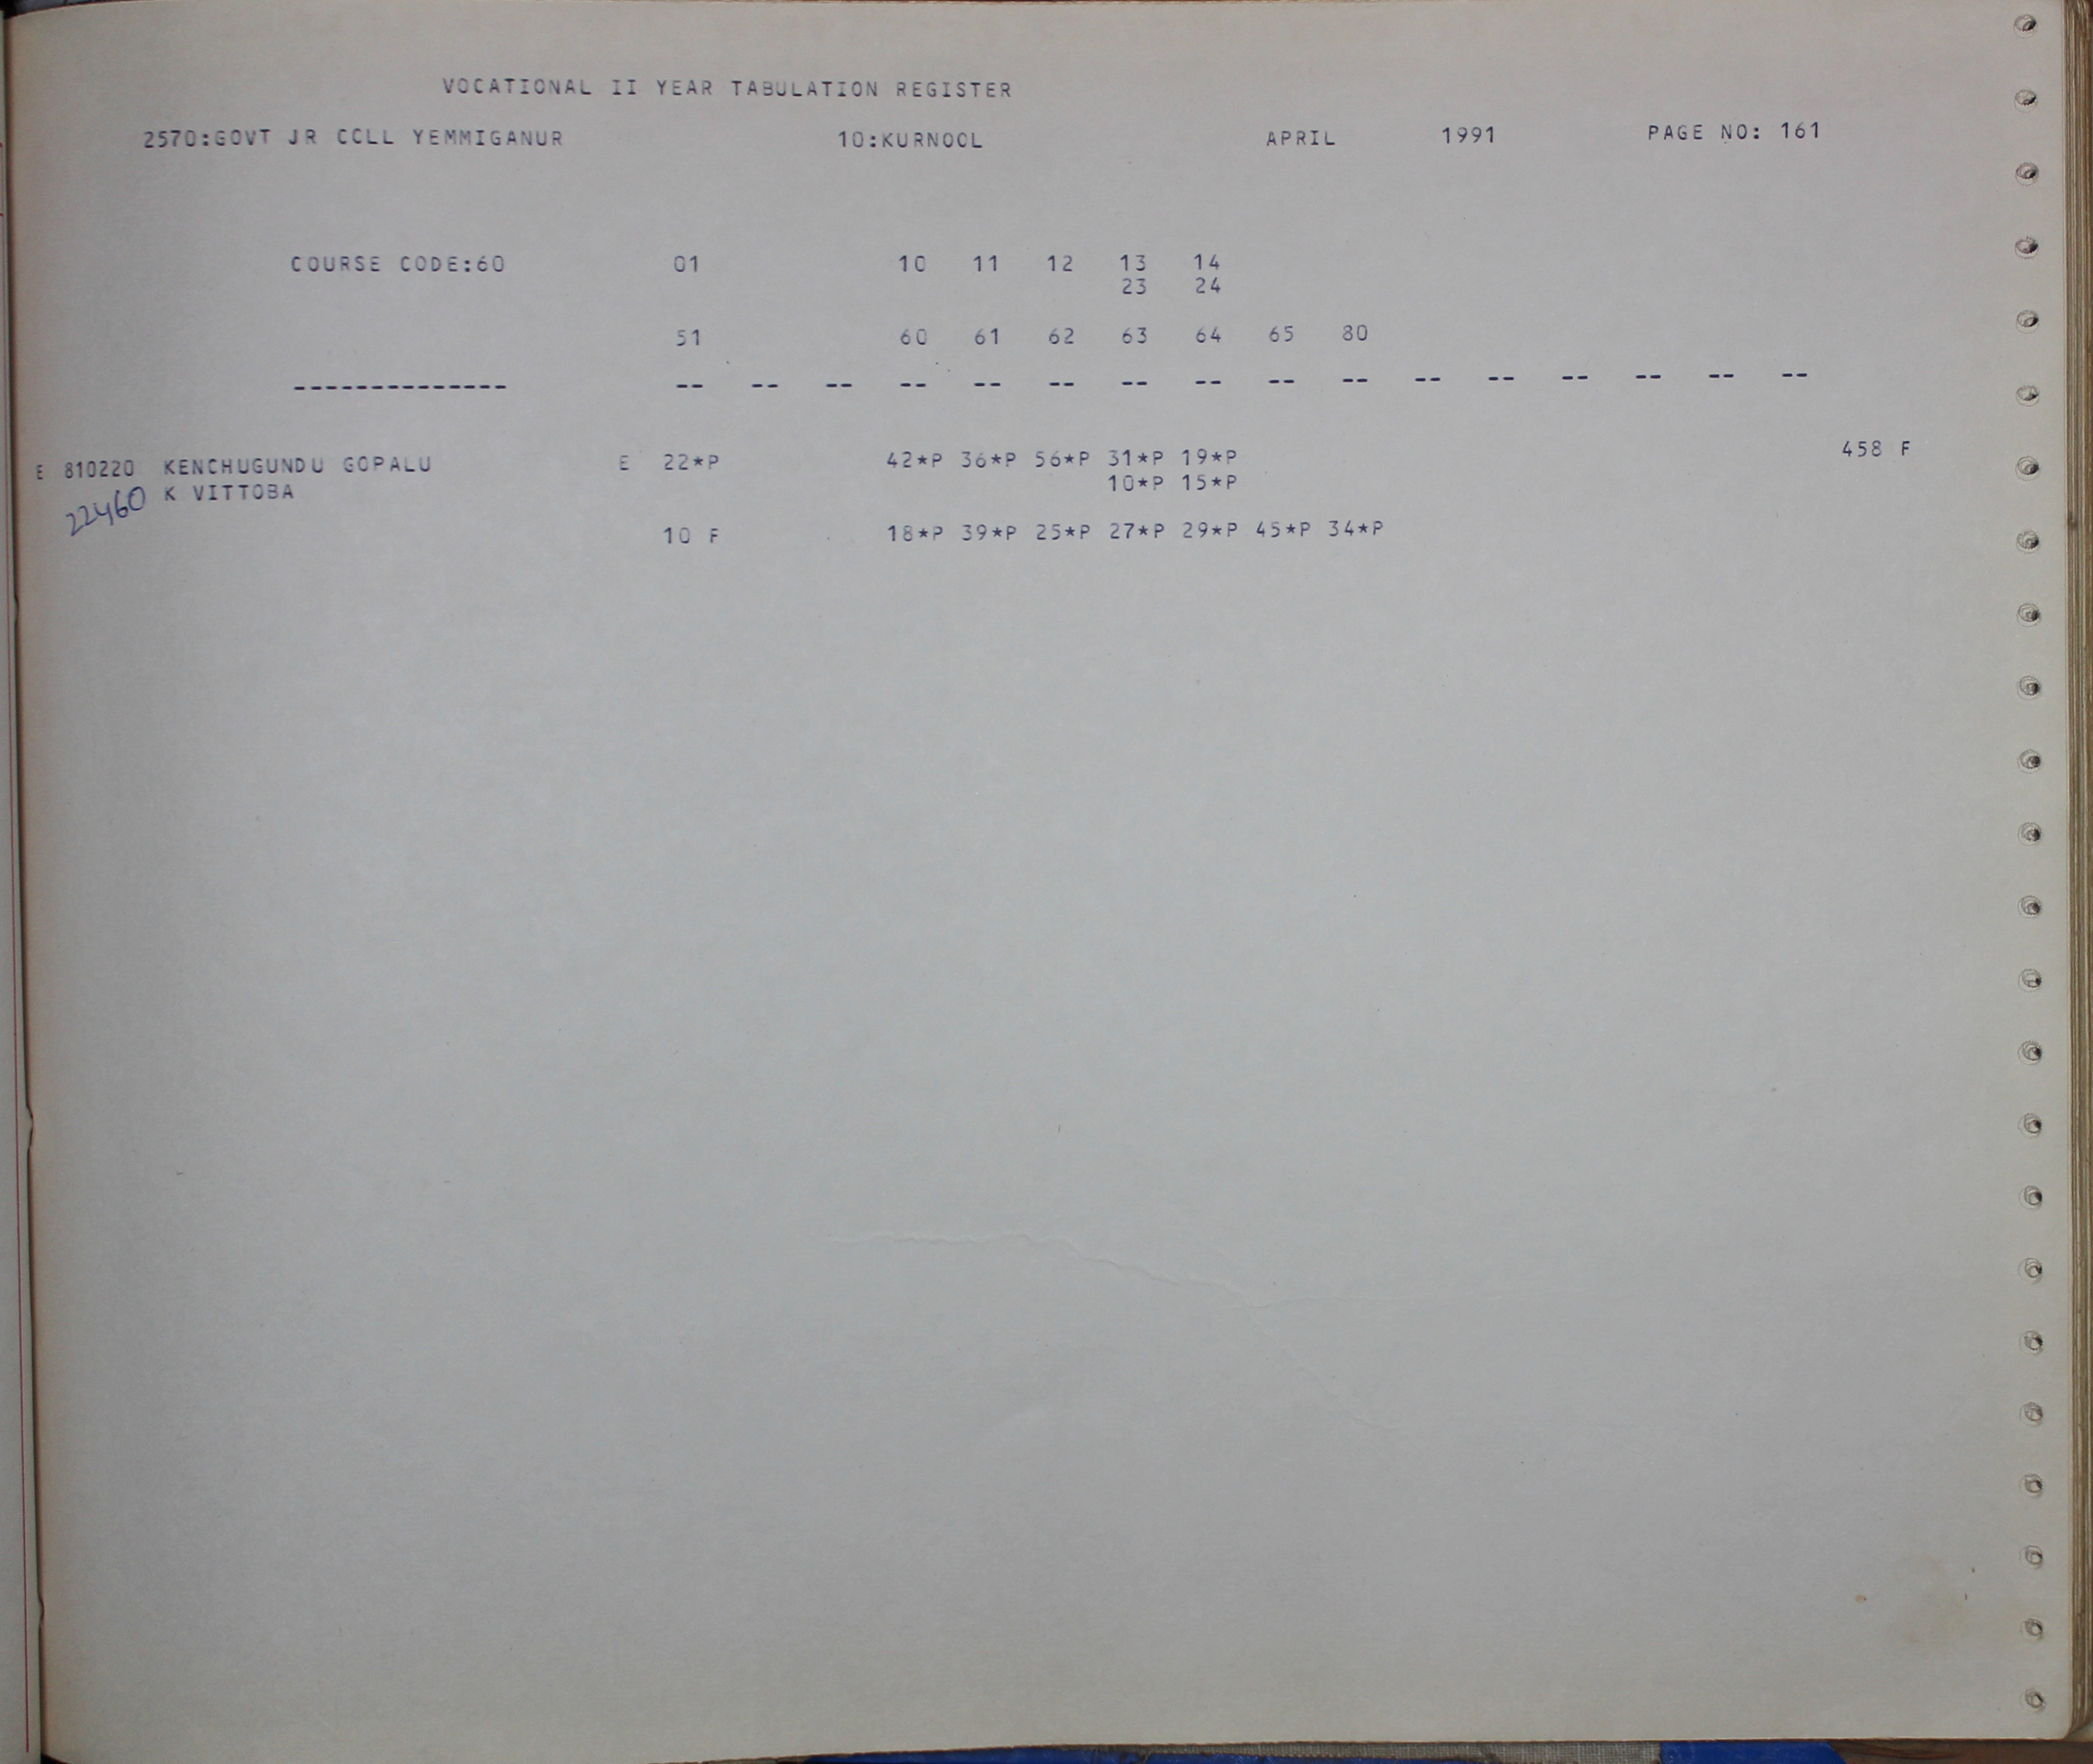 VOCATIONAL II YEAR TABULATION REGISTER
2570:GOVT JR CCLL YEMMIGANUR 10:KURNOOL APRIL 1991 PAGE NO: 161
COURSE CODE:60 01 10 11 12 13 14
23 24
51 60 61 62 63 64 65 80
-------------- -- -- -- -- -- -- -- -- -- -- -- -- -- -- -- --
E 810220 KENCHUGUNDU GOPALU E 22*P 42*P 36*P 56*P 31*P 19*P 458 F
22460 K VITTOBA 10*P 15*P
10 F 18*P 39*P 25*P 27*P 29*P 45*P 34*P